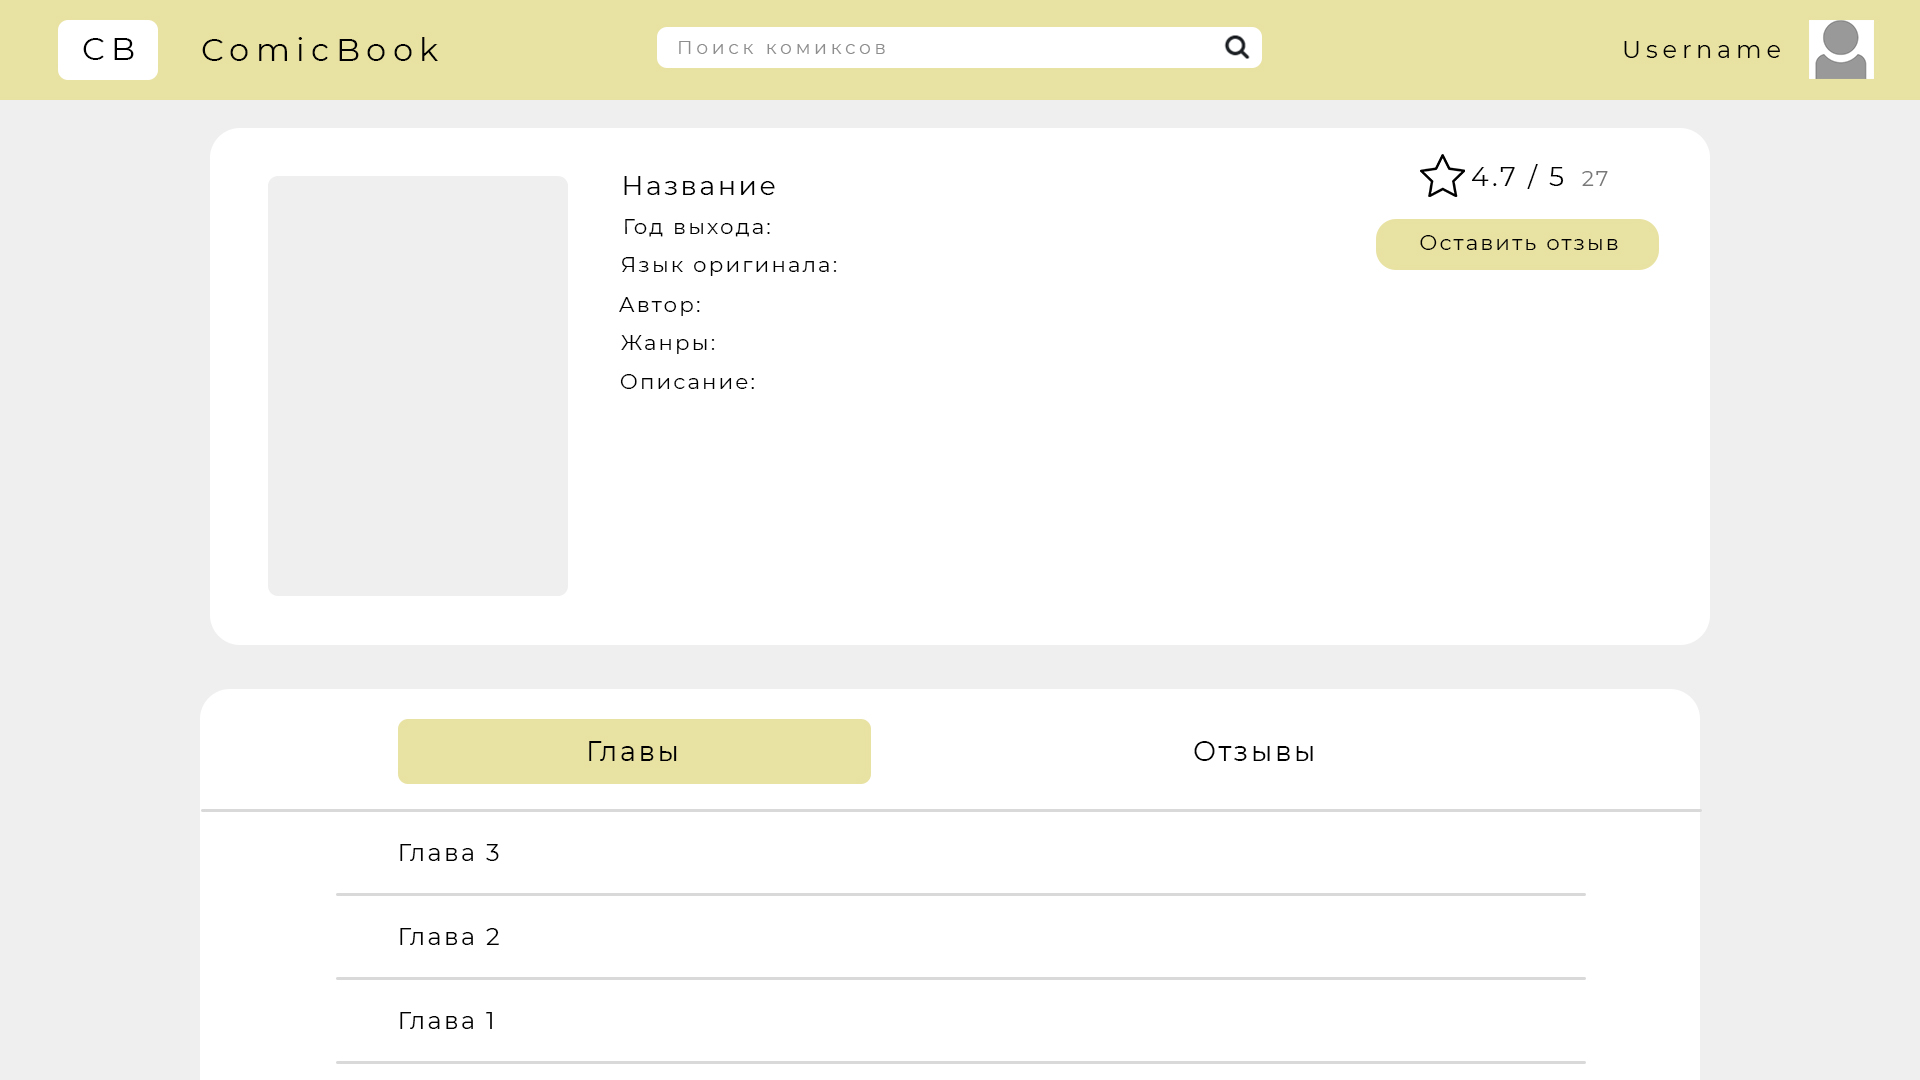 CB ComicBook Поиск комиксов Username
Название
Год выхода:
Язык оригинала:
Автор:
Жанры:
Описание:
4.7 / 5 27
Оставить отзыв
Главы Отзывы
Глава 3
Глава 2
Глава 1